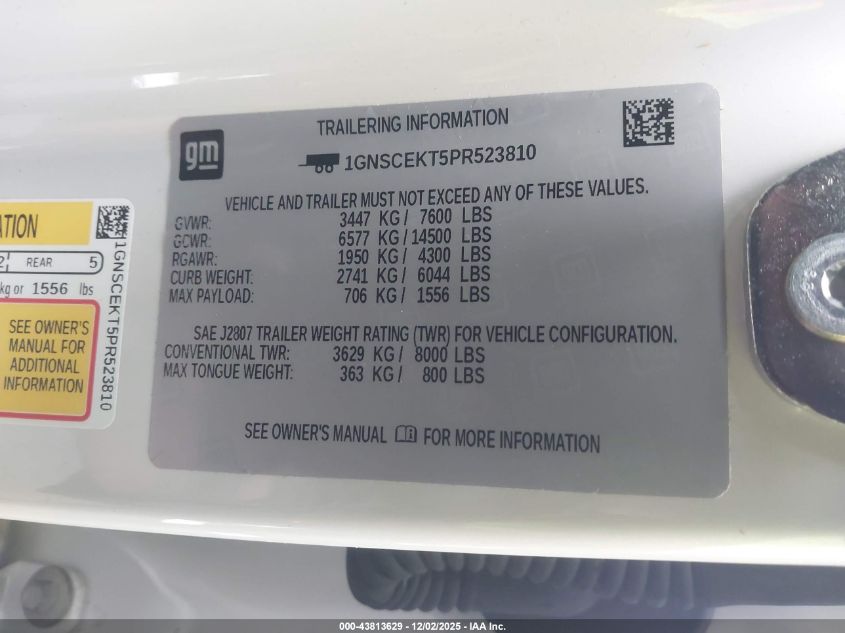 gm
TRAILERING INFORMATION
1GNSCEKT5PR523810
VEHICLE AND TRAILER MUST NOT EXCEED ANY OF THESE VALUES.
GVWR: 3447 KG / 7600 LBS
GCWR: 6577 KG / 14500 LBS
RGAWR: 1950 KG / 4300 LBS
CURB WEIGHT: 2741 KG / 6044 LBS
MAX PAYLOAD: 706 KG / 1556 LBS
SAE J2807 TRAILER WEIGHT RATING (TWR) FOR VEHICLE CONFIGURATION.
CONVENTIONAL TWR: 3629 KG / 8000 LBS
MAX TONGUE WEIGHT: 363 KG / 800 LBS
SEE OWNER'S MANUAL FOR MORE INFORMATION
ATION
2 REAR 5
kg or 1556 lbs
SEE OWNER'S
MANUAL FOR
ADDITIONAL
INFORMATION
1GNSCEKT5PR523810
000-43813629 - 12/02/2025 - IAA, Inc.